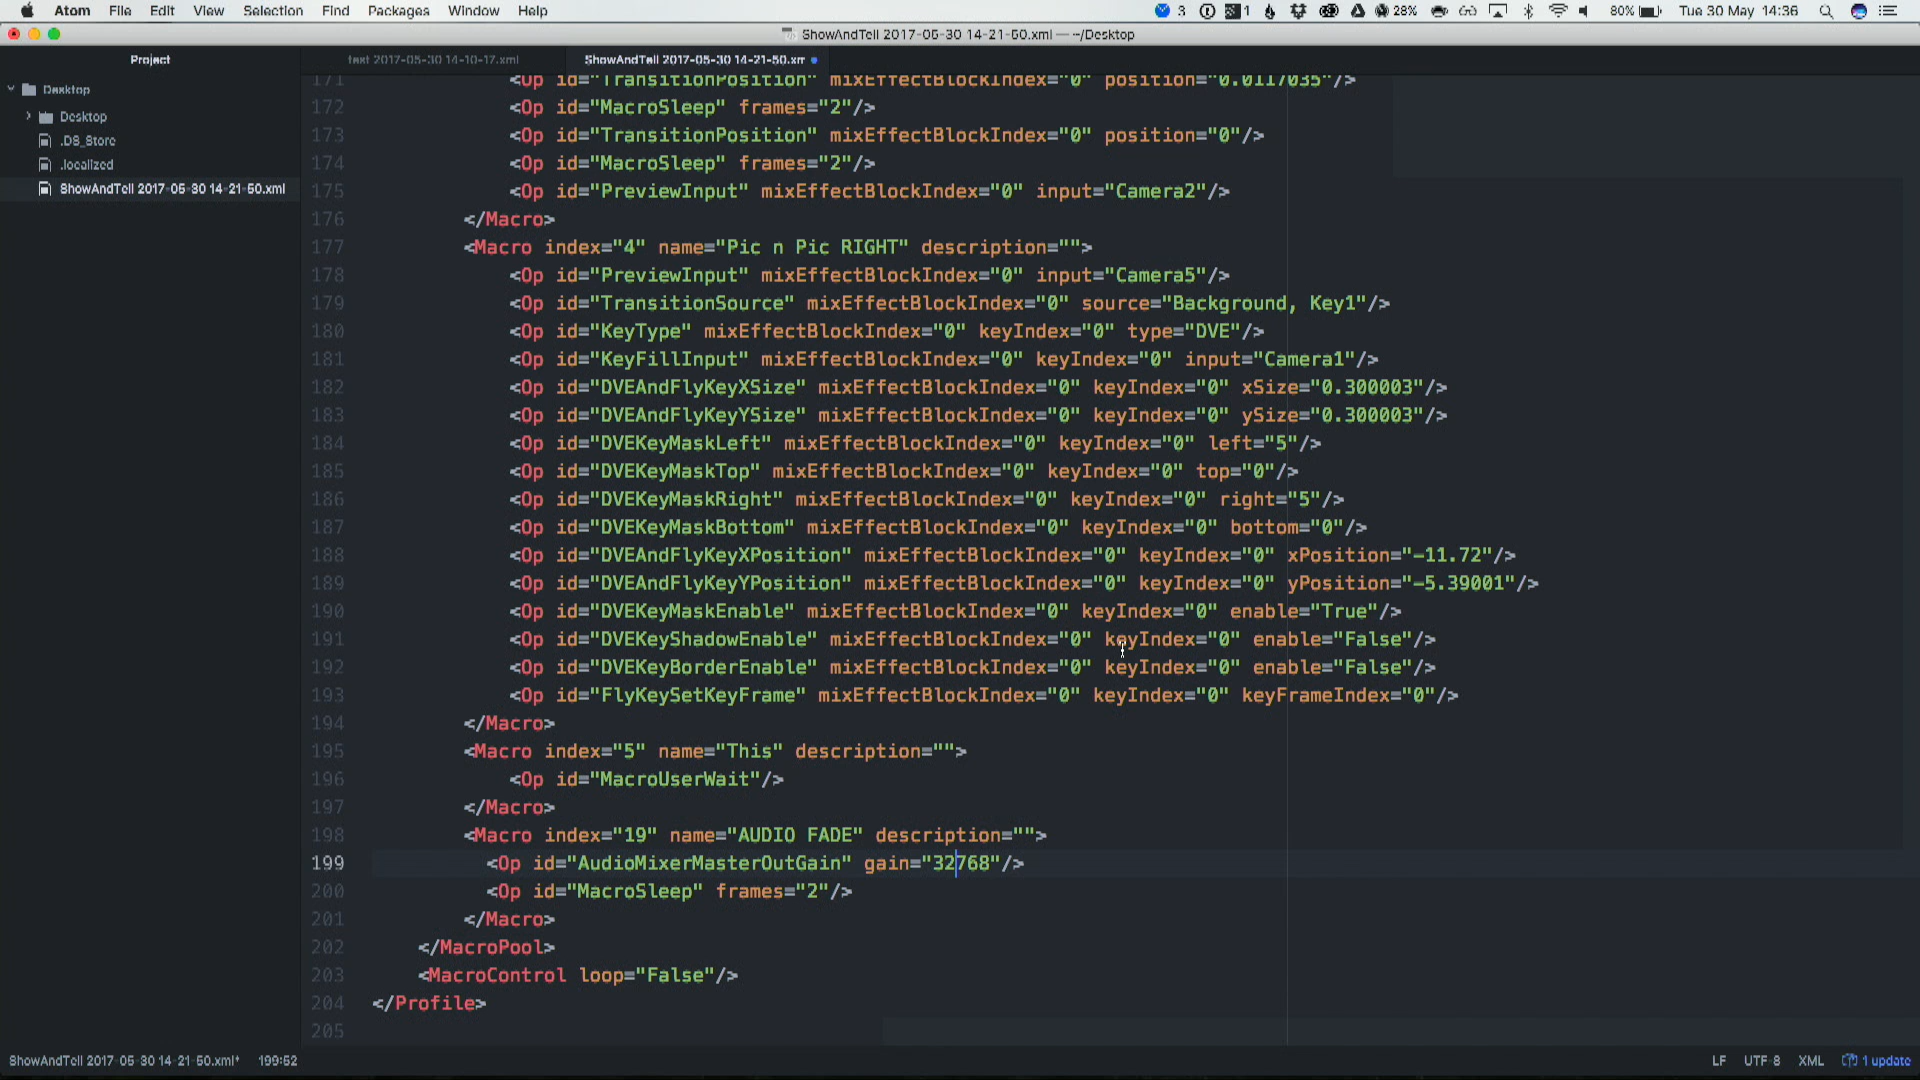 Atom File Edit View Selection Find Packages Window Help 3 1 28% 80% Tue 30 May 14:36
ShowAndTell 2017-05-30 14-21-50.xml — ~/Desktop
Project
test 2017-05-30 14-10-17.xml
ShowAndTell 2017-05-30 14-21-50.xm
Desktop
Desktop
.DS_Store
.localized
ShowAndTell 2017-05-30 14-21-50.xml
171 <Op id="TransitionPosition" mixEffectBlockIndex="0" position="0.0117035"/>
172 <Op id="MacroSleep" frames="2"/>
173 <Op id="TransitionPosition" mixEffectBlockIndex="0" position="0"/>
174 <Op id="MacroSleep" frames="2"/>
175 <Op id="PreviewInput" mixEffectBlockIndex="0" input="Camera2"/>
176 </Macro>
177 <Macro index="4" name="Pic n Pic RIGHT" description="">
178 <Op id="PreviewInput" mixEffectBlockIndex="0" input="Camera5"/>
179 <Op id="TransitionSource" mixEffectBlockIndex="0" source="Background, Key1"/>
180 <Op id="KeyType" mixEffectBlockIndex="0" keyIndex="0" type="DVE"/>
181 <Op id="KeyFillInput" mixEffectBlockIndex="0" keyIndex="0" input="Camera1"/>
182 <Op id="DVEAndFlyKeyXSize" mixEffectBlockIndex="0" keyIndex="0" xSize="0.300003"/>
183 <Op id="DVEAndFlyKeyYSize" mixEffectBlockIndex="0" keyIndex="0" ySize="0.300003"/>
184 <Op id="DVEKeyMaskLeft" mixEffectBlockIndex="0" keyIndex="0" left="5"/>
185 <Op id="DVEKeyMaskTop" mixEffectBlockIndex="0" keyIndex="0" top="0"/>
186 <Op id="DVEKeyMaskRight" mixEffectBlockIndex="0" keyIndex="0" right="5"/>
187 <Op id="DVEKeyMaskBottom" mixEffectBlockIndex="0" keyIndex="0" bottom="0"/>
188 <Op id="DVEAndFlyKeyXPosition" mixEffectBlockIndex="0" keyIndex="0" xPosition="-11.72"/>
189 <Op id="DVEAndFlyKeyYPosition" mixEffectBlockIndex="0" keyIndex="0" yPosition="-5.39001"/>
190 <Op id="DVEKeyMaskEnable" mixEffectBlockIndex="0" keyIndex="0" enable="True"/>
191 <Op id="DVEKeyShadowEnable" mixEffectBlockIndex="0" keyIndex="0" enable="False"/>
192 <Op id="DVEKeyBorderEnable" mixEffectBlockIndex="0" keyIndex="0" enable="False"/>
193 <Op id="FlyKeySetKeyFrame" mixEffectBlockIndex="0" keyIndex="0" keyFrameIndex="0"/>
194 </Macro>
195 <Macro index="5" name="This" description="">
196 <Op id="MacroUserWait"/>
197 </Macro>
198 <Macro index="19" name="AUDIO FADE" description="">
199 <Op id="AudioMixerMasterOutGain" gain="32768"/>
200 <Op id="MacroSleep" frames="2"/>
201 </Macro>
202 </MacroPool>
203 <MacroControl loop="False"/>
204 </Profile>
205
ShowAndTell 2017-05-30 14-21-50.xml* 199:52 LF UTF-8 XML 1 update